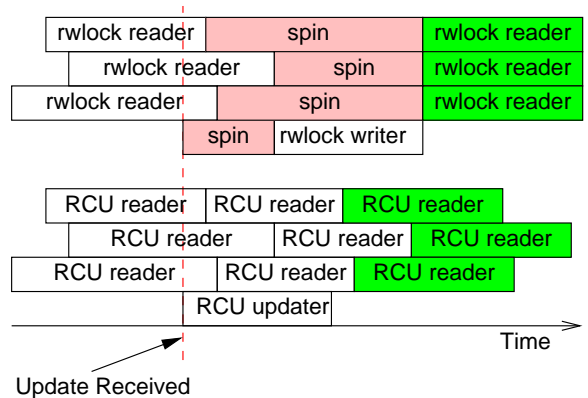 rwlock reader spin rwlock reader
rwlock reader spin rwlock reader
rwlock reader spin rwlock reader
spin rwlock writer
RCU reader RCU reader RCU reader
RCU reader RCU reader RCU reader
RCU reader RCU reader RCU reader
RCU updater
Time
Update Received